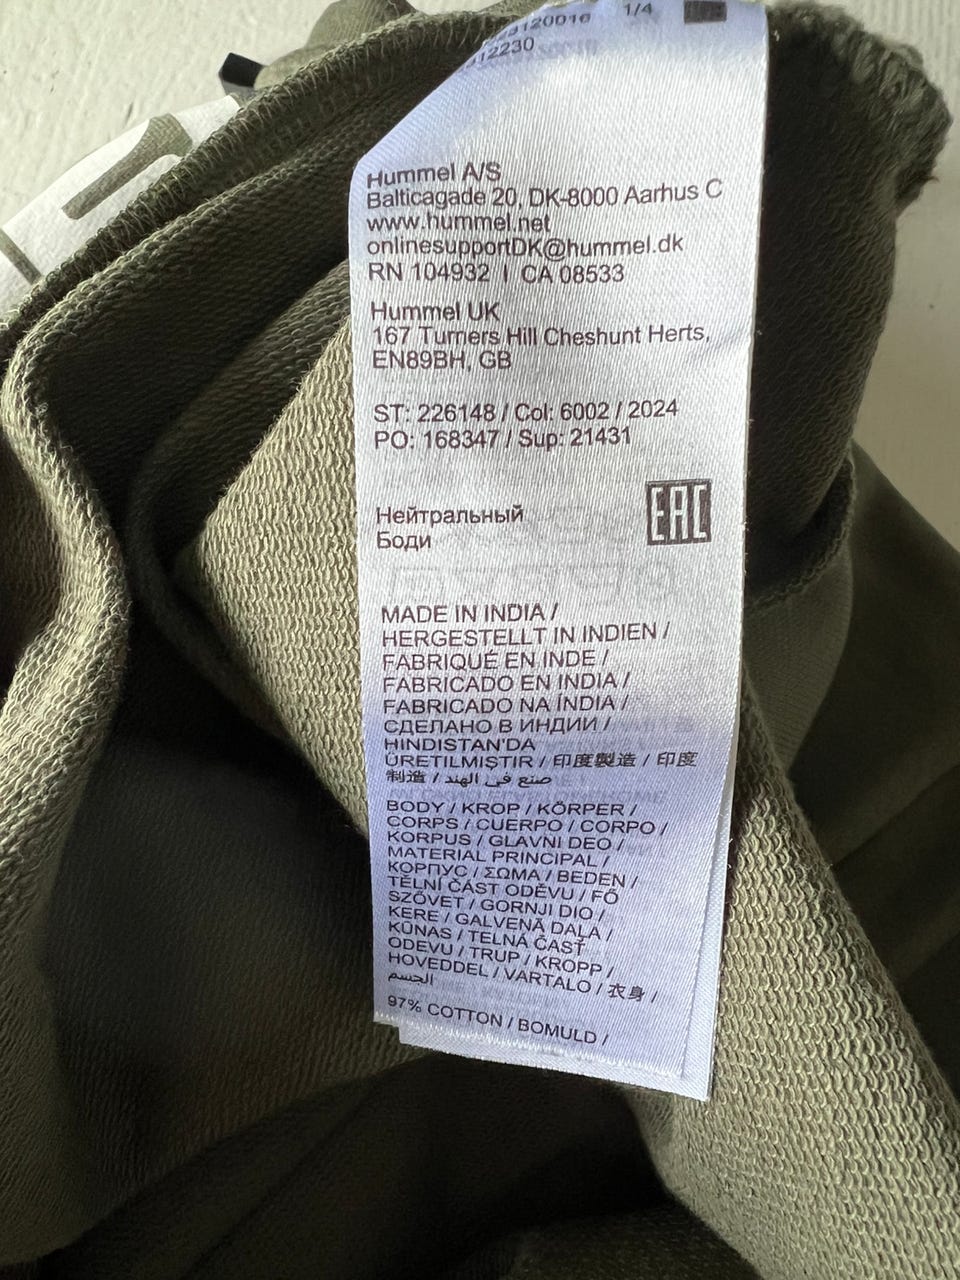 1/4
Hummel A/S
Balticagade 20, DK-8000 Aarhus C
www.hummel.net
onlinesupportDK@hummel.dk
RN 104932 | CA 08533
Hummel UK
167 Turners Hill Cheshunt Herts,
EN89BH, GB
ST: 226148 / Col: 6002 / 2024
PO: 168347 / Sup: 21431
Нейтральный
Боди
EAC
MADE IN INDIA /
HERGESTELLT IN INDIEN /
FABRIQUÉ EN INDE /
FABRICADO EN INDIA /
FABRICADO NA ÍNDIA /
СДЕЛАНО В ИНДИИ /
HINDISTAN'DA
ÜRETILMIŞTIR / 印度製造 / 印度
制造 / صنع في الهند
BODY / KROP / KÖRPER /
CORPS / CUERPO / CORPO /
KORPUS / GLAVNI DEO /
MATERIAL PRINCIPAL /
КОРПУС / ΣΩΜΑ / BEDEN /
TĚLNÍ ČÁST ODĚVU / FŐ
SZÖVET / GORNJI DIO /
KERE / GALVENĀ DAĻA /
KŪNAS / TELNÁ ČASŤ
ODEVU / TRUP / KROPP /
HOVEDDEL / VARTALO / 衣身 /
الجسم
97% COTTON / BOMULD /